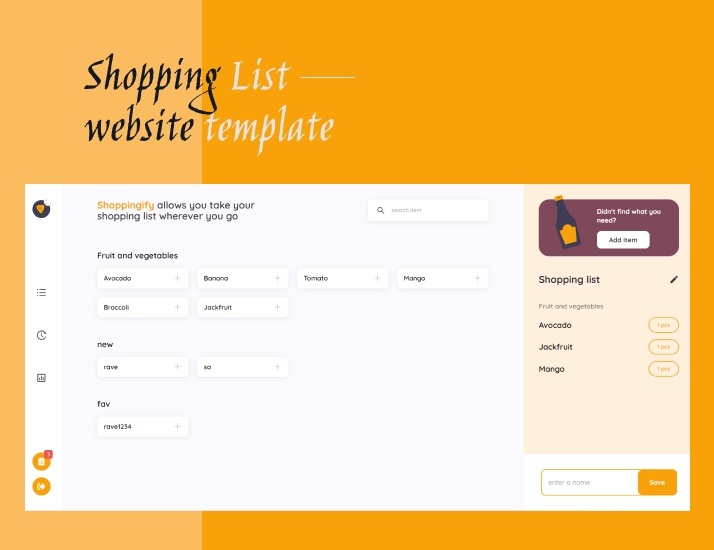 Shopping List
website template
Shoppingify allows you take your
shopping list wherever you go
search item
Fruit and vegetables
Avocado
Banana
Tomato
Mango
Broccoli
Jackfruit
new
rave
sa
fav
rave1234
3
Didn't find what you
need?
Add item
Shopping list
Fruit and vegetables
Avocado
1 pcs
Jackfruit
1 pcs
Mango
1 pcs
enter a name
Save